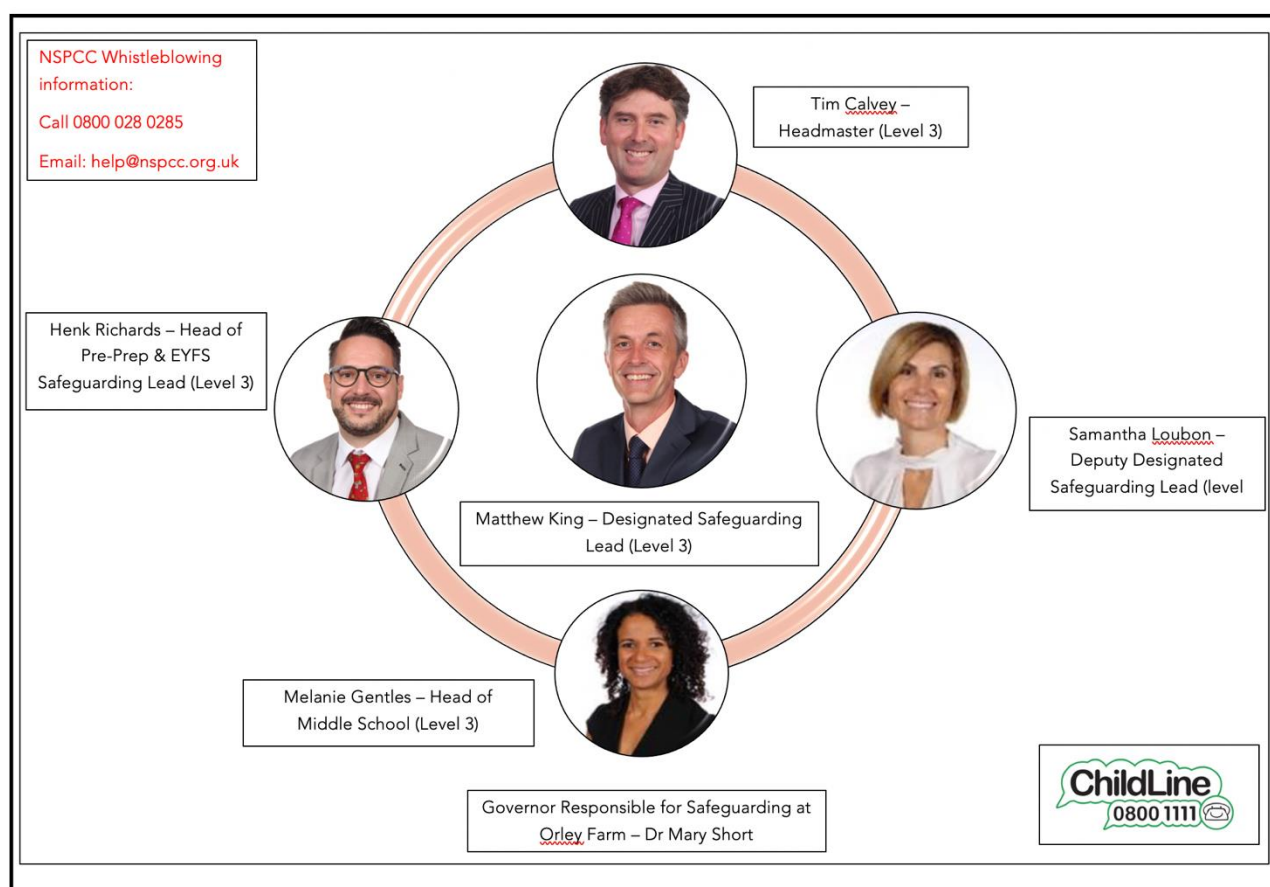 NSPCC Whistleblowing
information:
Call 0800 028 0285
Email: help@nspcc.org.uk
Tim Calvey –
Headmaster (Level 3)
Henk Richards – Head of
Pre-Prep & EYFS
Safeguarding Lead (Level 3)
Samantha Loubon –
Deputy Designated
Safeguarding Lead (level
Matthew King – Designated Safeguarding
Lead (Level 3)
Melanie Gentles – Head of
Middle School (Level 3)
Governor Responsible for Safeguarding at
Orley Farm – Dr Mary Short
ChildLine
0800 1111